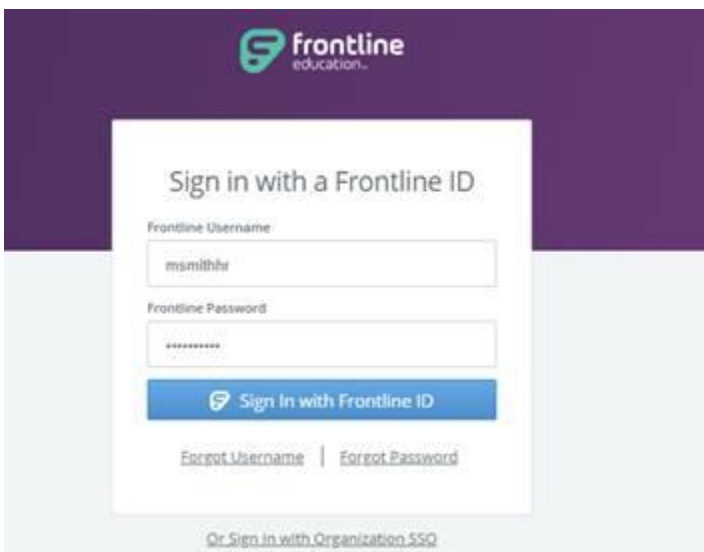 frontline
education™
Sign in with a Frontline ID
Frontline Username
msmithhr
Frontline Password
••••••••••
Sign In with Frontline ID
Forgot Username | Forgot Password
Or Sign In with Organization SSO